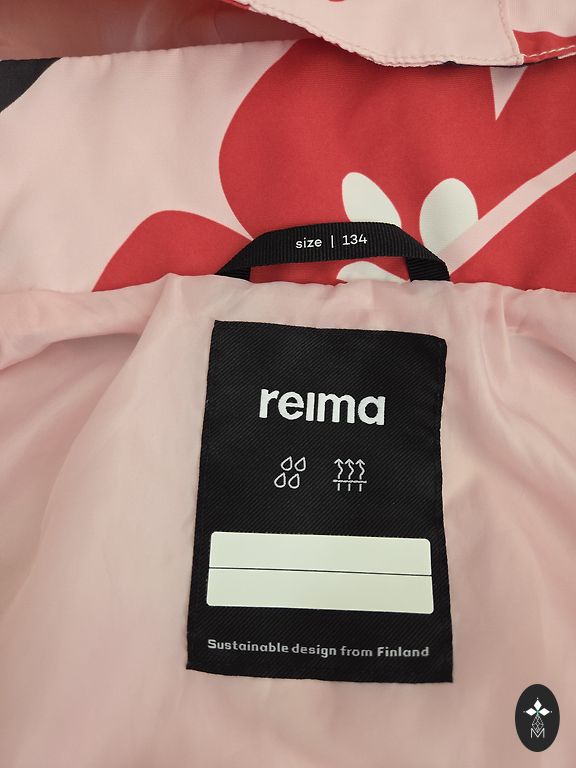 size | 134
reima
Sustainable design from Finland
M